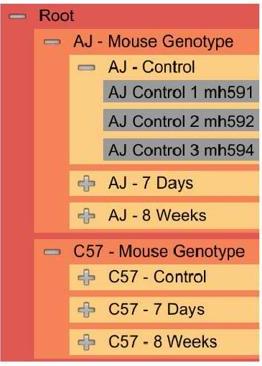 Root
AJ - Mouse Genotype
AJ - Control
AJ Control 1 mh591
AJ Control 2 mh592
AJ Control 3 mh594
AJ - 7 Days
AJ - 8 Weeks
C57 - Mouse Genotype
C57 - Control
C57 - 7 Days
C57 - 8 Weeks